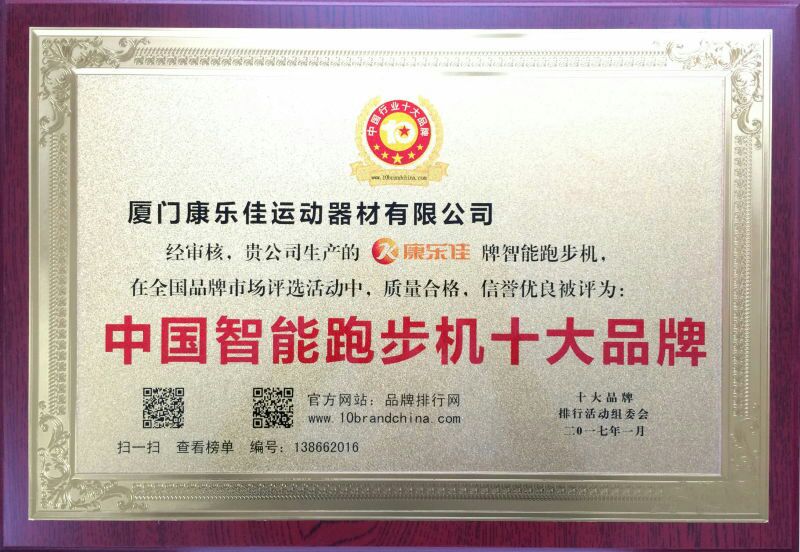 中国行业十大品牌
10
www.10brandchina.com
厦门康乐佳运动器材有限公司
经审核，贵公司生产的 K 康乐佳 牌智能跑步机，
在全国品牌市场评选活动中，质量合格，信誉优良被评为：
中国智能跑步机十大品牌
官方网站：品牌排行网
www.10brandchina.com
扫一扫 查看榜单 编号：138662016
十大品牌
排行活动组委会
二〇一七年一月